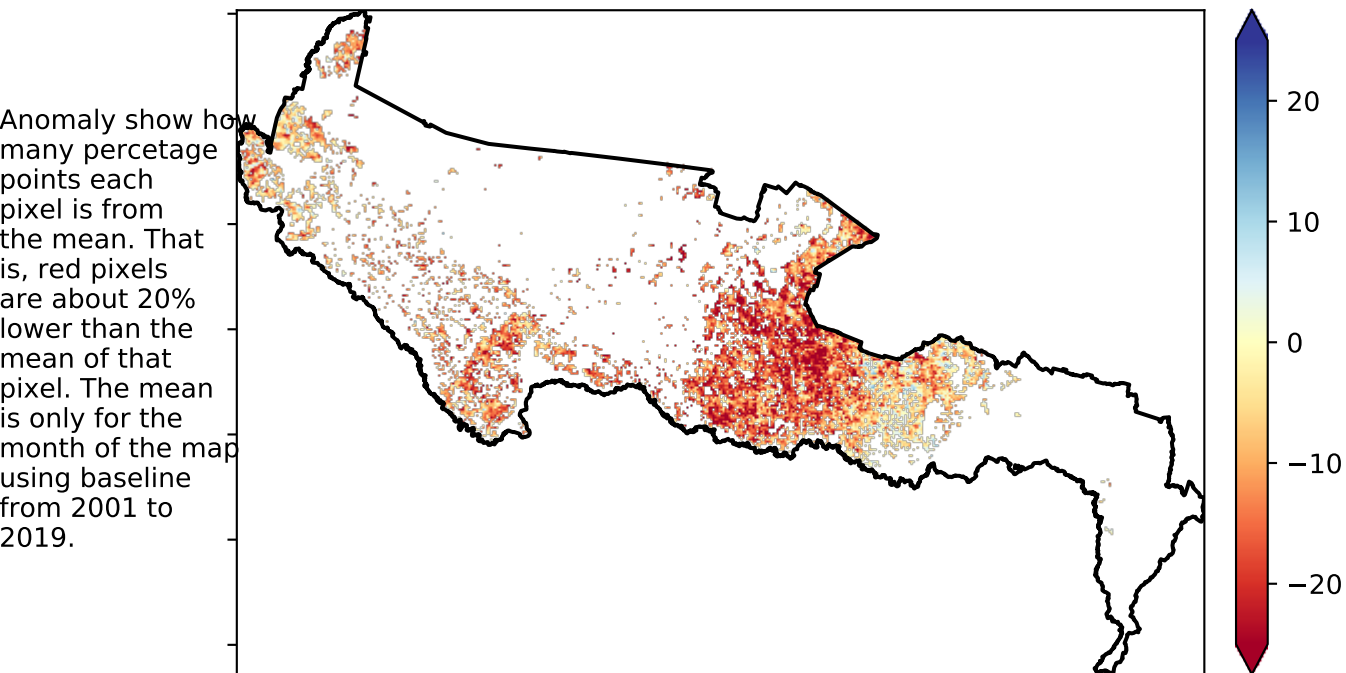 Anomaly show how
many percetage
points each
pixel is from
the mean. That
is, red pixels
are about 20%
lower than the
mean of that
pixel. The mean
is only for the
month of the map
using baseline
from 2001 to
2019.
20
10
0
−10
−20